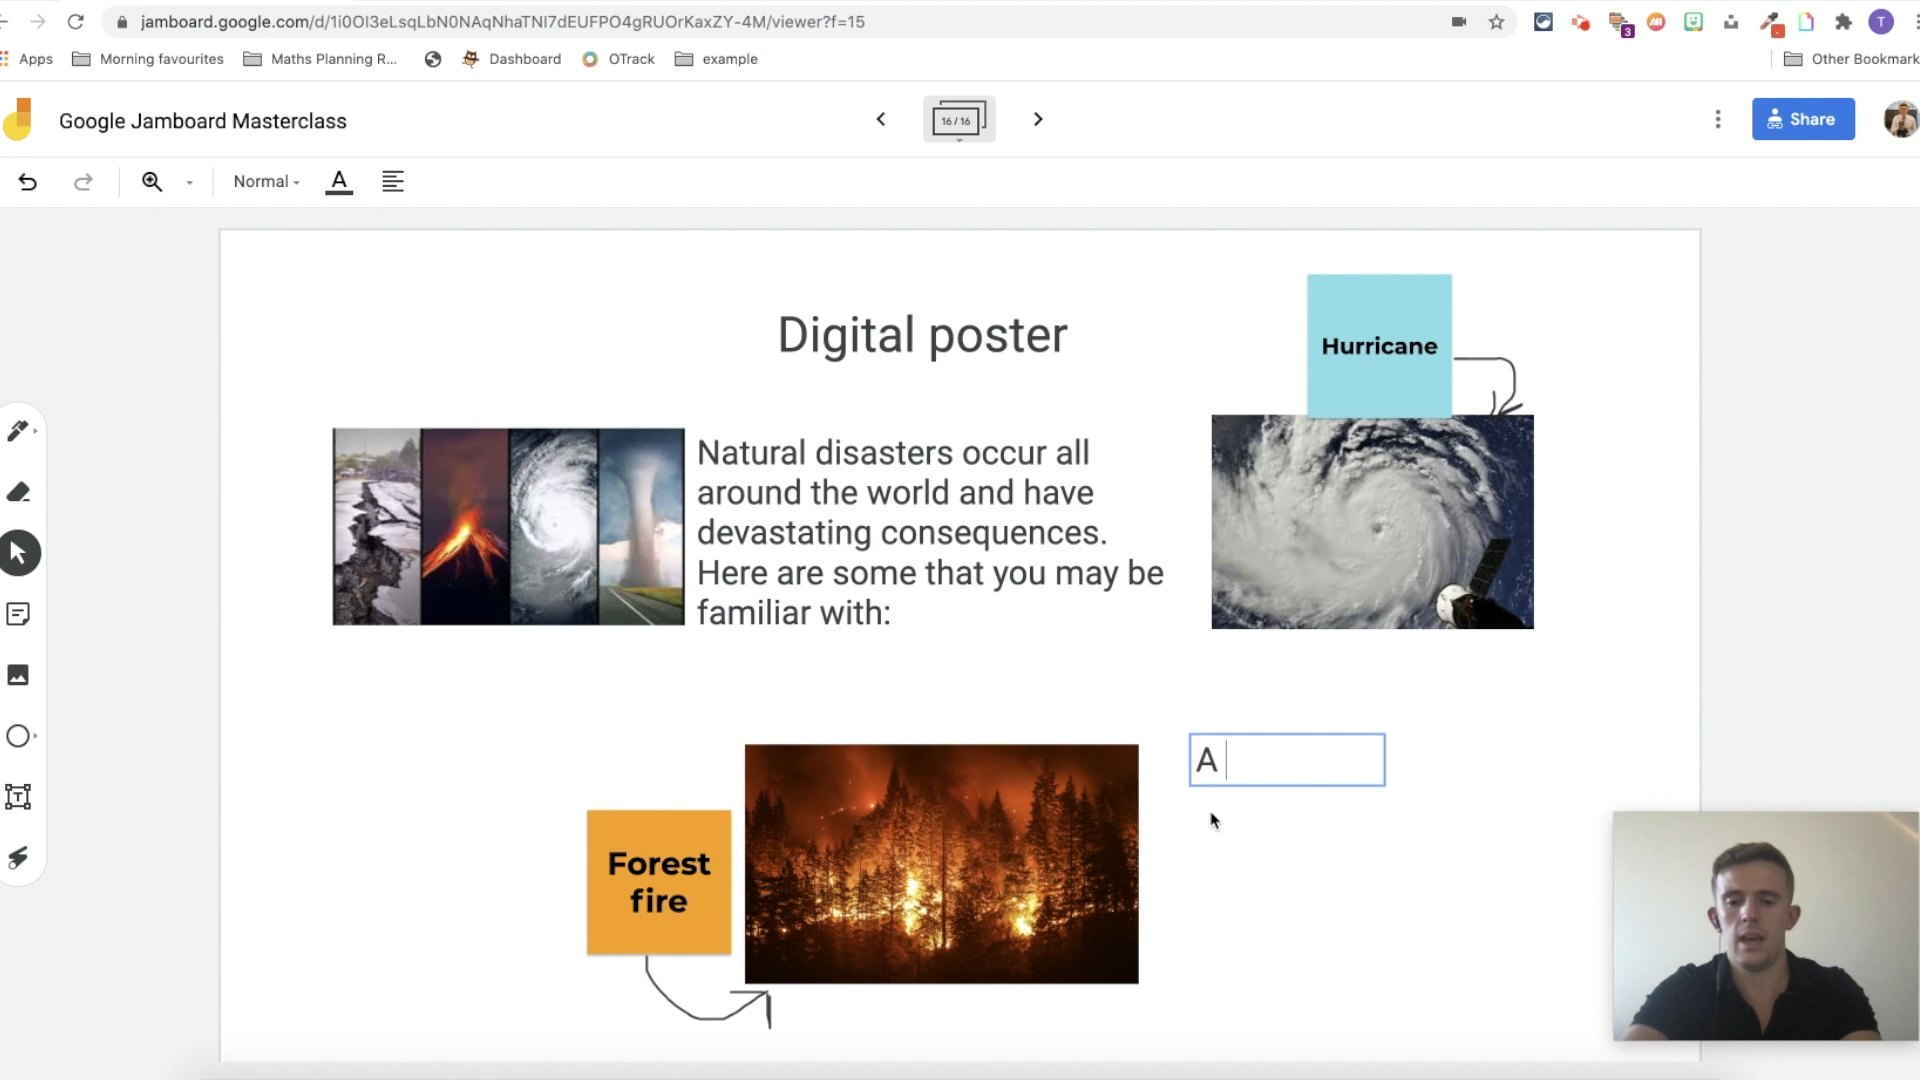 jamboard.google.com/d/1i0OI3eLsqLbN0NAqNhaTNI7dEUFPO4gRUOrKaxZY-4M/viewer?f=15
3
T
Apps
Morning favourites
Maths Planning R...
Dashboard
OTrack
example
Other Bookmark
Google Jamboard Masterclass
16 / 16
Share
Normal
A
Digital poster
Hurricane
Natural disasters occur all
around the world and have
devastating consequences.
Here are some that you may be
familiar with:
A
Forest
fire